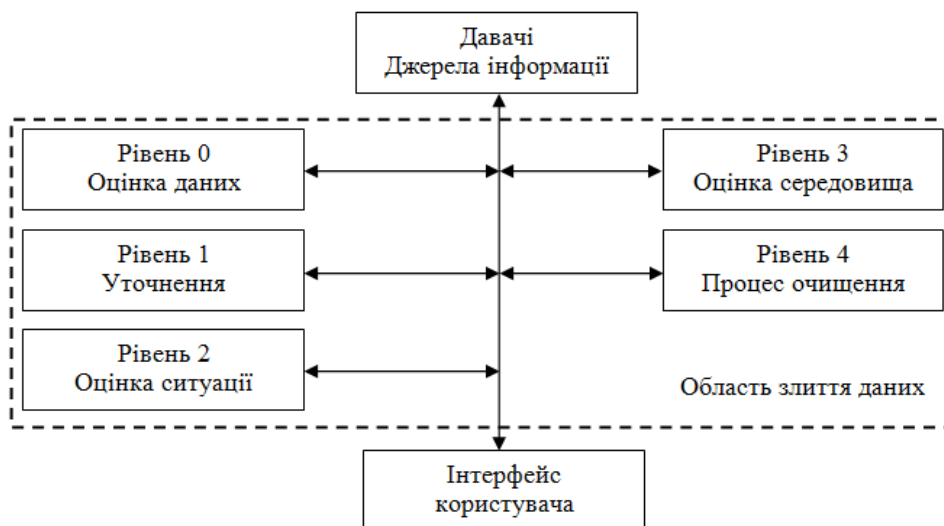 Давачі
Джерела інформації
Рівень 0
Оцінка даних
Рівень 3
Оцінка середовища
Рівень 1
Уточнення
Рівень 4
Процес очищення
Рівень 2
Оцінка ситуації
Область злиття даних
Інтерфейс
користувача